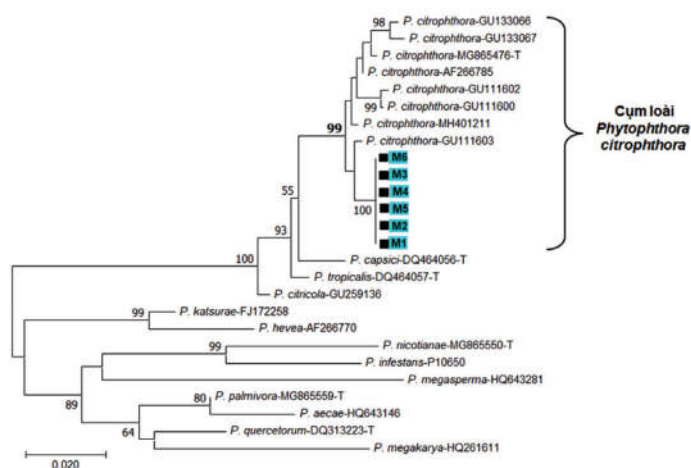 98
P. citrophthora-GU133066
P. citrophthora-GU133067
P. citrophthora-MG865476-T
P. citrophthora-AF266785
P. citrophthora-GU111602
99
P. citrophthora-GU111600
99
P. citrophthora-MH401211
P. citrophthora-GU111603
M6
M3
M4
M5
100
M2
M1
Cụm loài
Phytophthora
citrophthora
55
93
P. capsici-DQ464056-T
100
P. tropicalis-DQ464057-T
P. citricola-GU259136
99
P. katsurae-FJ172258
P. hevea-AF266770
99
P. nicotianae-MG865550-T
P. infestans-P10650
P. megasperma-HQ643281
89
80
P. palmivora-MG865559-T
P. aecae-HQ643146
64
P. quercetorum-DQ313223-T
P. megakarya-HQ261611
0.020